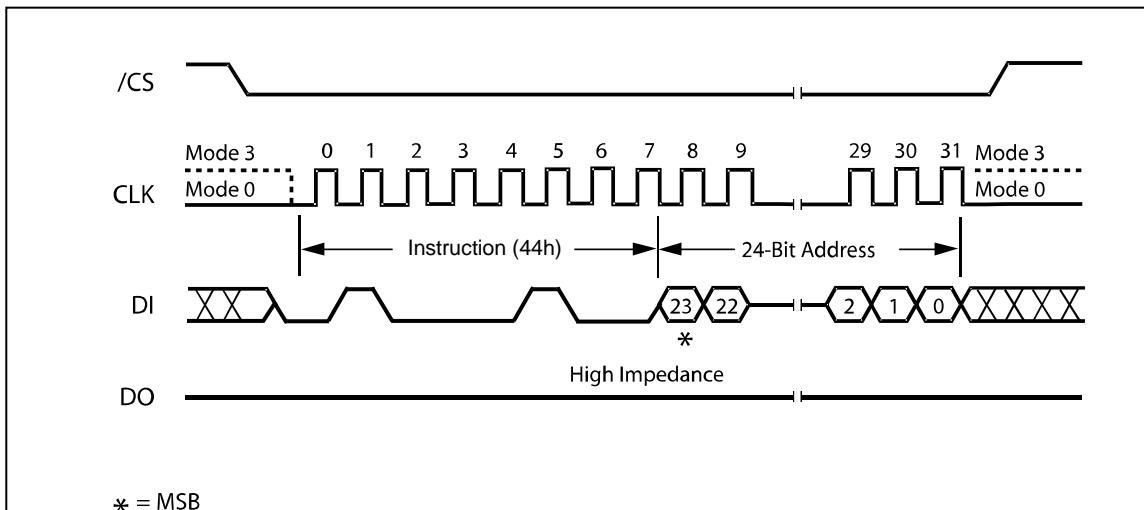 /CS
Mode 3
0 1 2 3 4 5 6 7 8 9 29 30 31
Mode 3
CLK
Mode 0
Mode 0
Instruction (44h)
24-Bit Address
DI
23 22 2 1 0
*
High Impedance
DO
* = MSB